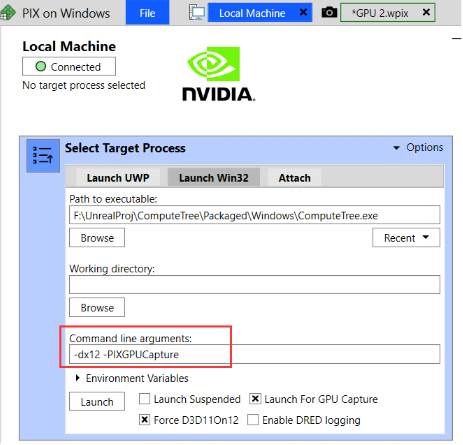 PIX on Windows File Local Machine × *GPU 2.wpix ×
Local Machine
Connected
No target process selected
NVIDIA.
Select Target Process Options
Launch UWP Launch Win32 Attach
Path to executable:
F:\UnrealProj\ComputeTree\Packaged\Windows\ComputeTree.exe
Browse Recent
Working directory:
Browse
Command line arguments:
-dx12 -PIXGPUCapture
Environment Variables
Launch Launch Suspended Launch For GPU Capture
Force D3D11On12 Enable DRED logging